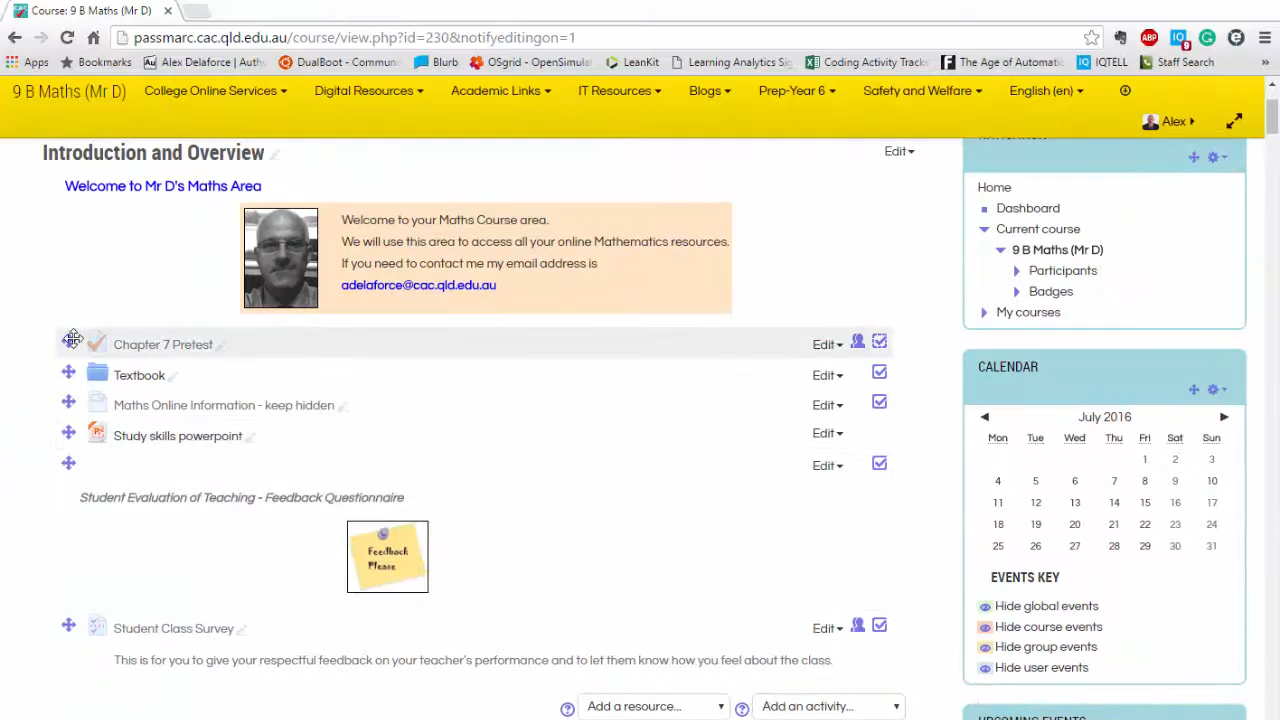 Course: 9 B Maths (Mr D)
passmarc.cac.qld.edu.au/course/view.php?id=230&notifyeditingon=1
ABP
IQ
9
Apps
Bookmarks
Alex Delaforce | Auth
DualBoot - Commun
Blurb
OSgrid - OpenSimula
LeanKit
Learning Analytics Sig
Coding Activity Track
The Age of Automatic
IQTELL
Staff Search
»
9 B Maths (Mr D)
College Online Services
Digital Resources
Academic Links
IT Resources
Blogs
Prep-Year 6
Safety and Welfare
English (en)
Alex
Introduction and Overview
Edit
Welcome to Mr D's Maths Area
Welcome to your Maths Course area.
We will use this area to access all your online Mathematics resources.
If you need to contact me my email address is
adelaforce@cac.qld.edu.au
Chapter 7 Pretest
Edit
Textbook
Edit
Maths Online Information - keep hidden
Edit
Study skills powerpoint
Edit
Edit
Student Evaluation of Teaching - Feedback Questionnaire
Feedback
Please
Student Class Survey
Edit
This is for you to give your respectful feedback on your teacher's performance and to let them know how you feel about the class.
Add a resource...
Add an activity...
Home
Dashboard
Current course
9 B Maths (Mr D)
Participants
Badges
My courses
CALENDAR
July 2016
Mon Tue Wed Thu Fri Sat Sun
1 2 3
4 5 6 7 8 9 10
11 12 13 14 15 16 17
18 19 20 21 22 23 24
25 26 27 28 29 30 31
EVENTS KEY
Hide global events
Hide course events
Hide group events
Hide user events